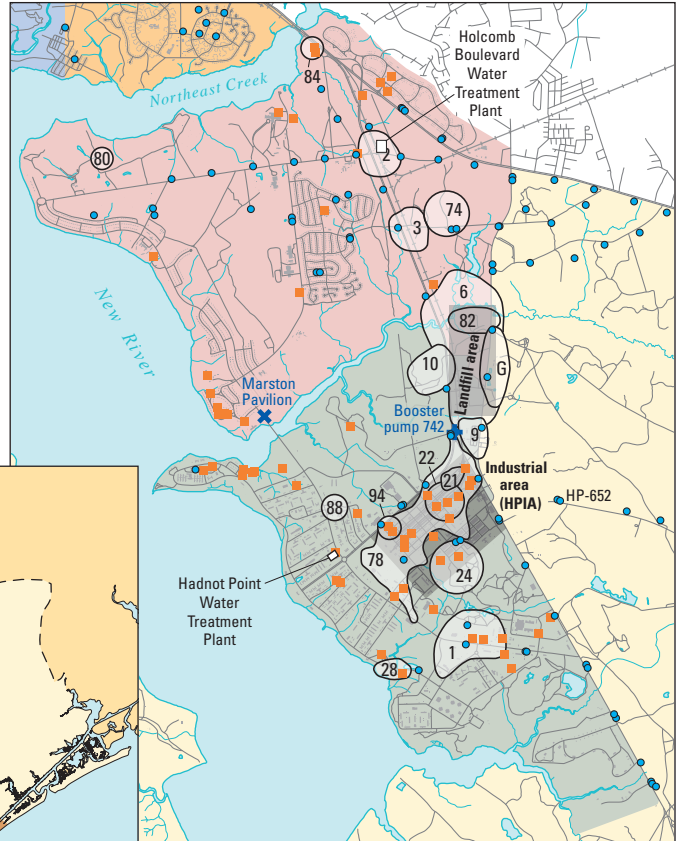 Holcomb
Boulevard
Water
Treatment
Plant
84
Northeast Creek
2
80
74
3
6
82
New River
10
G
Landfill area
Marston
Pavilion
Booster
pump 742
9
22
Industrial
area
(HPIA)
21
94
HP-652
88
78
24
Hadnot Point
Water
Treatment
Plant
1
28